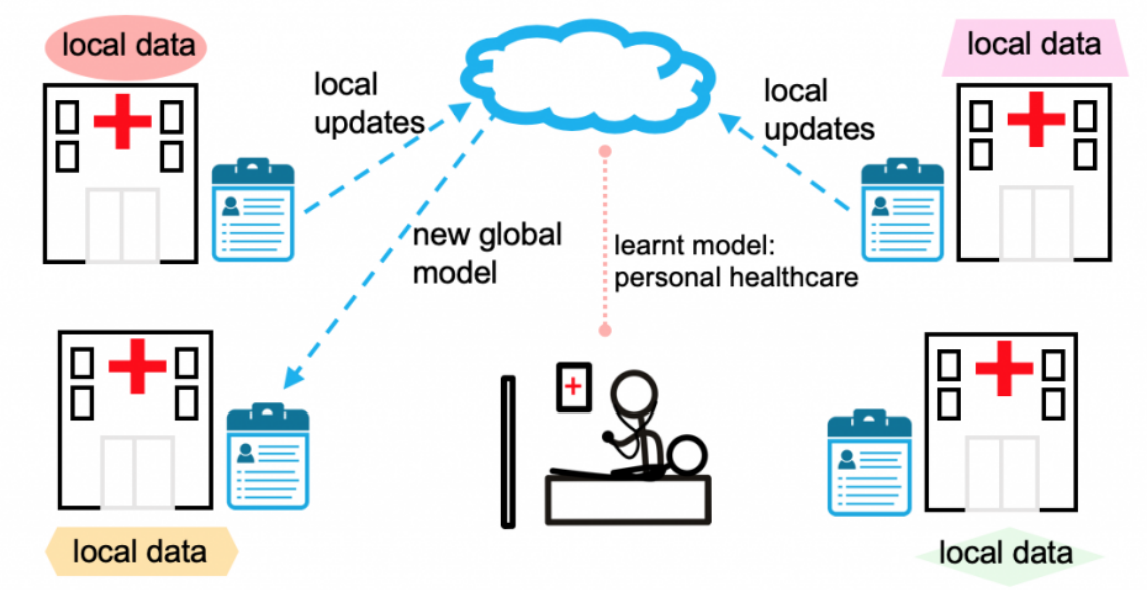 local data
local data
local
updates
local
updates
new global
model
learnt model:
personal healthcare
local data
local data